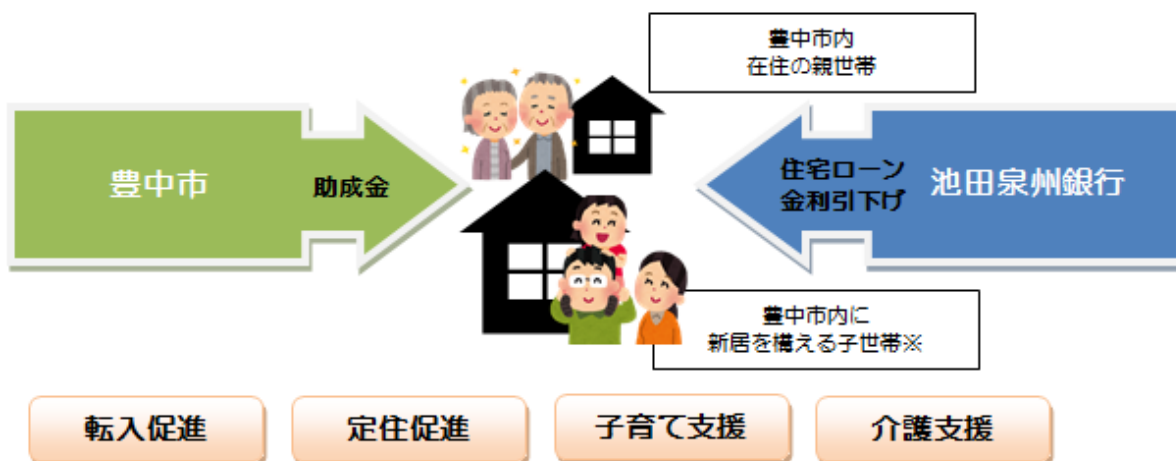 豊中市内
在住の親世帯
豊中市
助成金
住宅ローン
金利引下げ
池田泉州銀行
豊中市内に
新居を構える子世帯※
転入促進
定住促進
子育て支援
介護支援